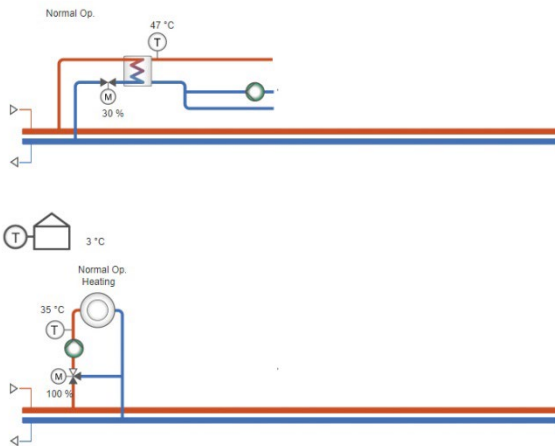 Normal Op.
47 °C
T
M
30 %
T
3 °C
Normal Op.
Heating
35 °C
T
M
100 %